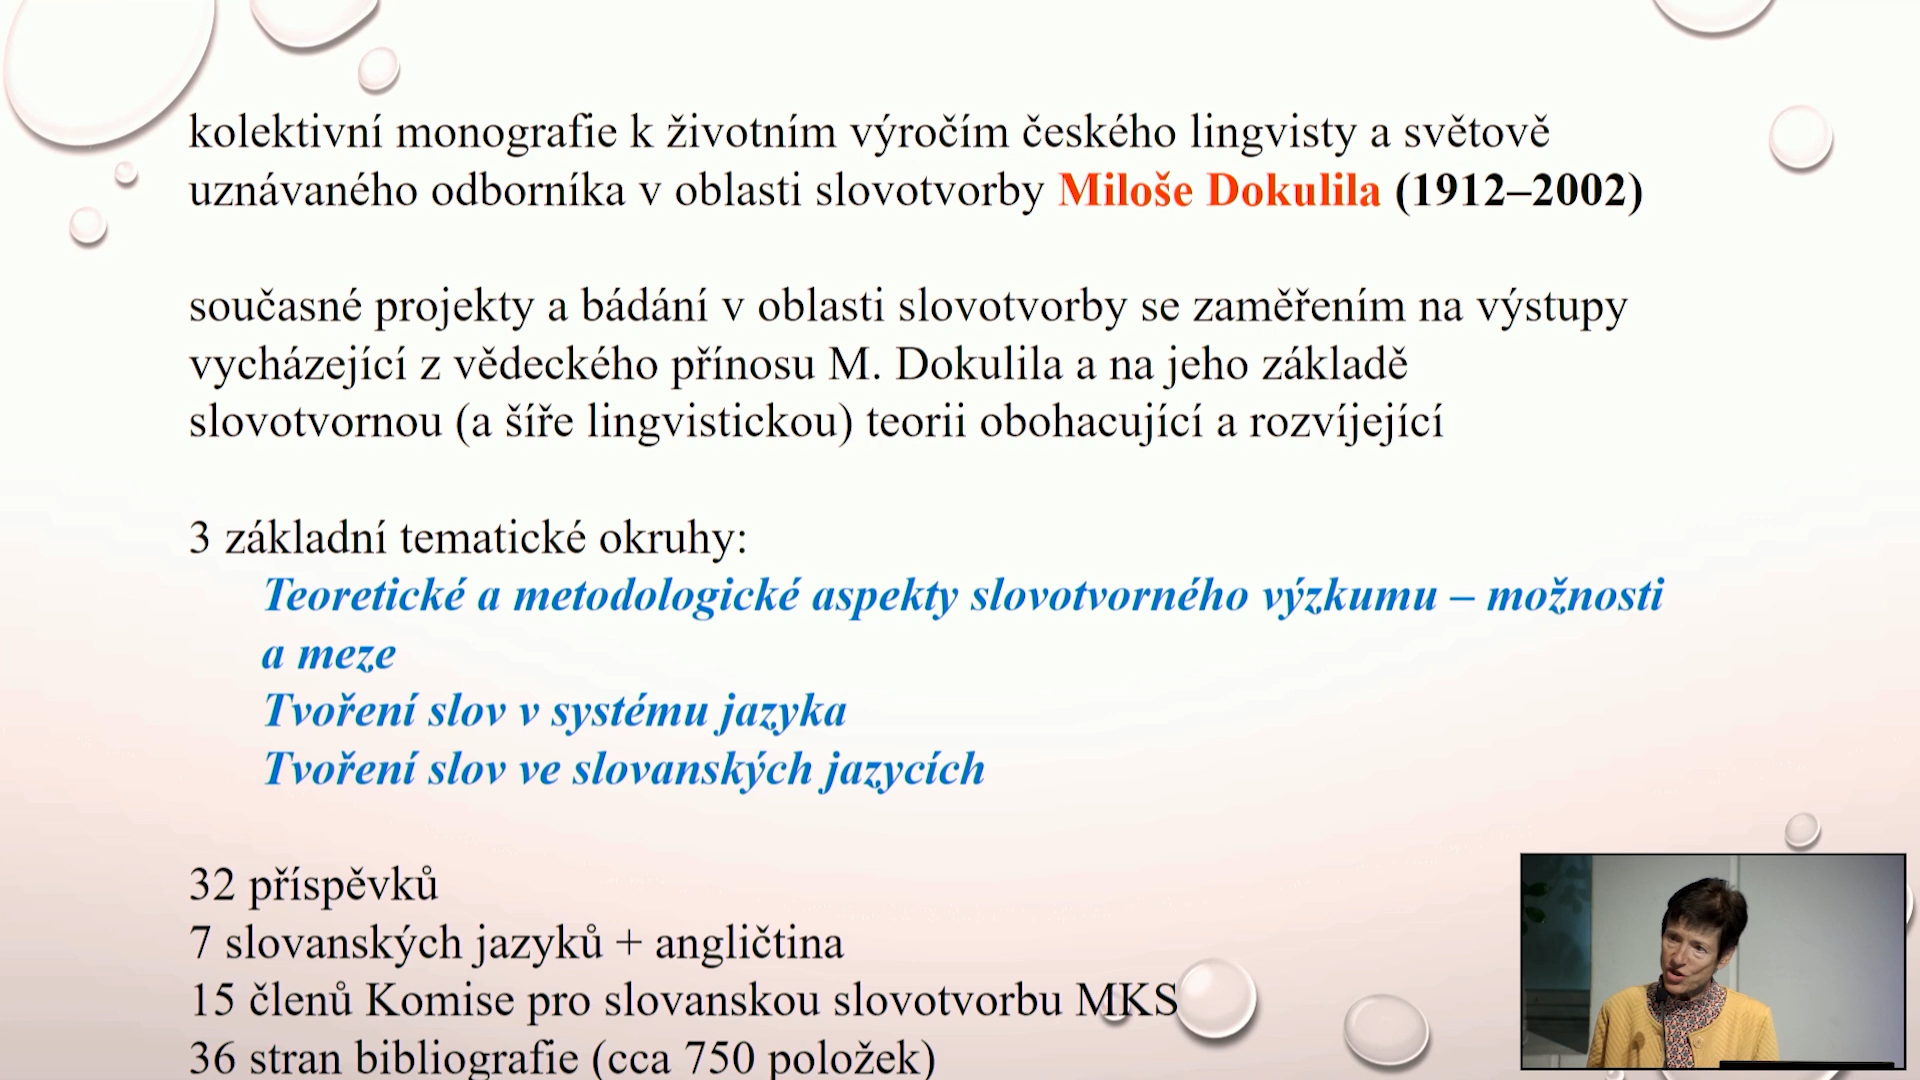 kolektivní monografie k životním výročím českého lingvisty a světově
uznávaného odborníka v oblasti slovotvorby Miloše Dokulila (1912–2002)
současné projekty a bádání v oblasti slovotvorby se zaměřením na výstupy
vycházející z vědeckého přínosu M. Dokulila a na jeho základě
slovotvornou (a šíře lingvistickou) teorii obohacující a rozvíjející
3 základní tematické okruhy:
Teoretické a metodologické aspekty slovotvorného výzkumu – možnosti
a meze
Tvoření slov v systému jazyka
Tvoření slov ve slovanských jazycích
32 příspěvků
7 slovanských jazyků + angličtina
15 členů Komise pro slovanskou slovotvorbu MKS
36 stran bibliografie (cca 750 položek)